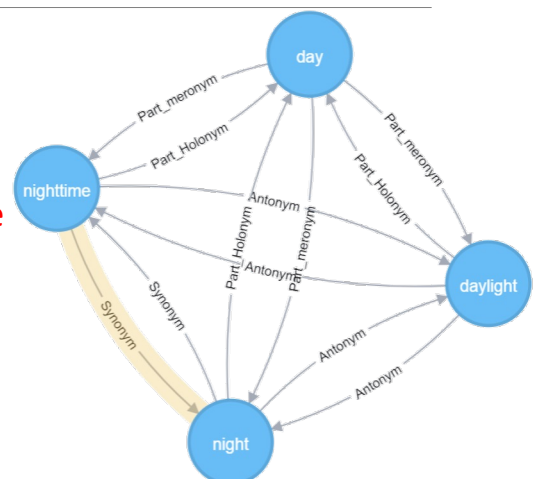 day
Part_meronym
Part_Holonym
Part_meronym
Part_Holonym
nighttime
Antonym
e
Part_Holonym
Part_meronym
Antonym
daylight
Synonym
Synonym
Antonym
Antonym
night